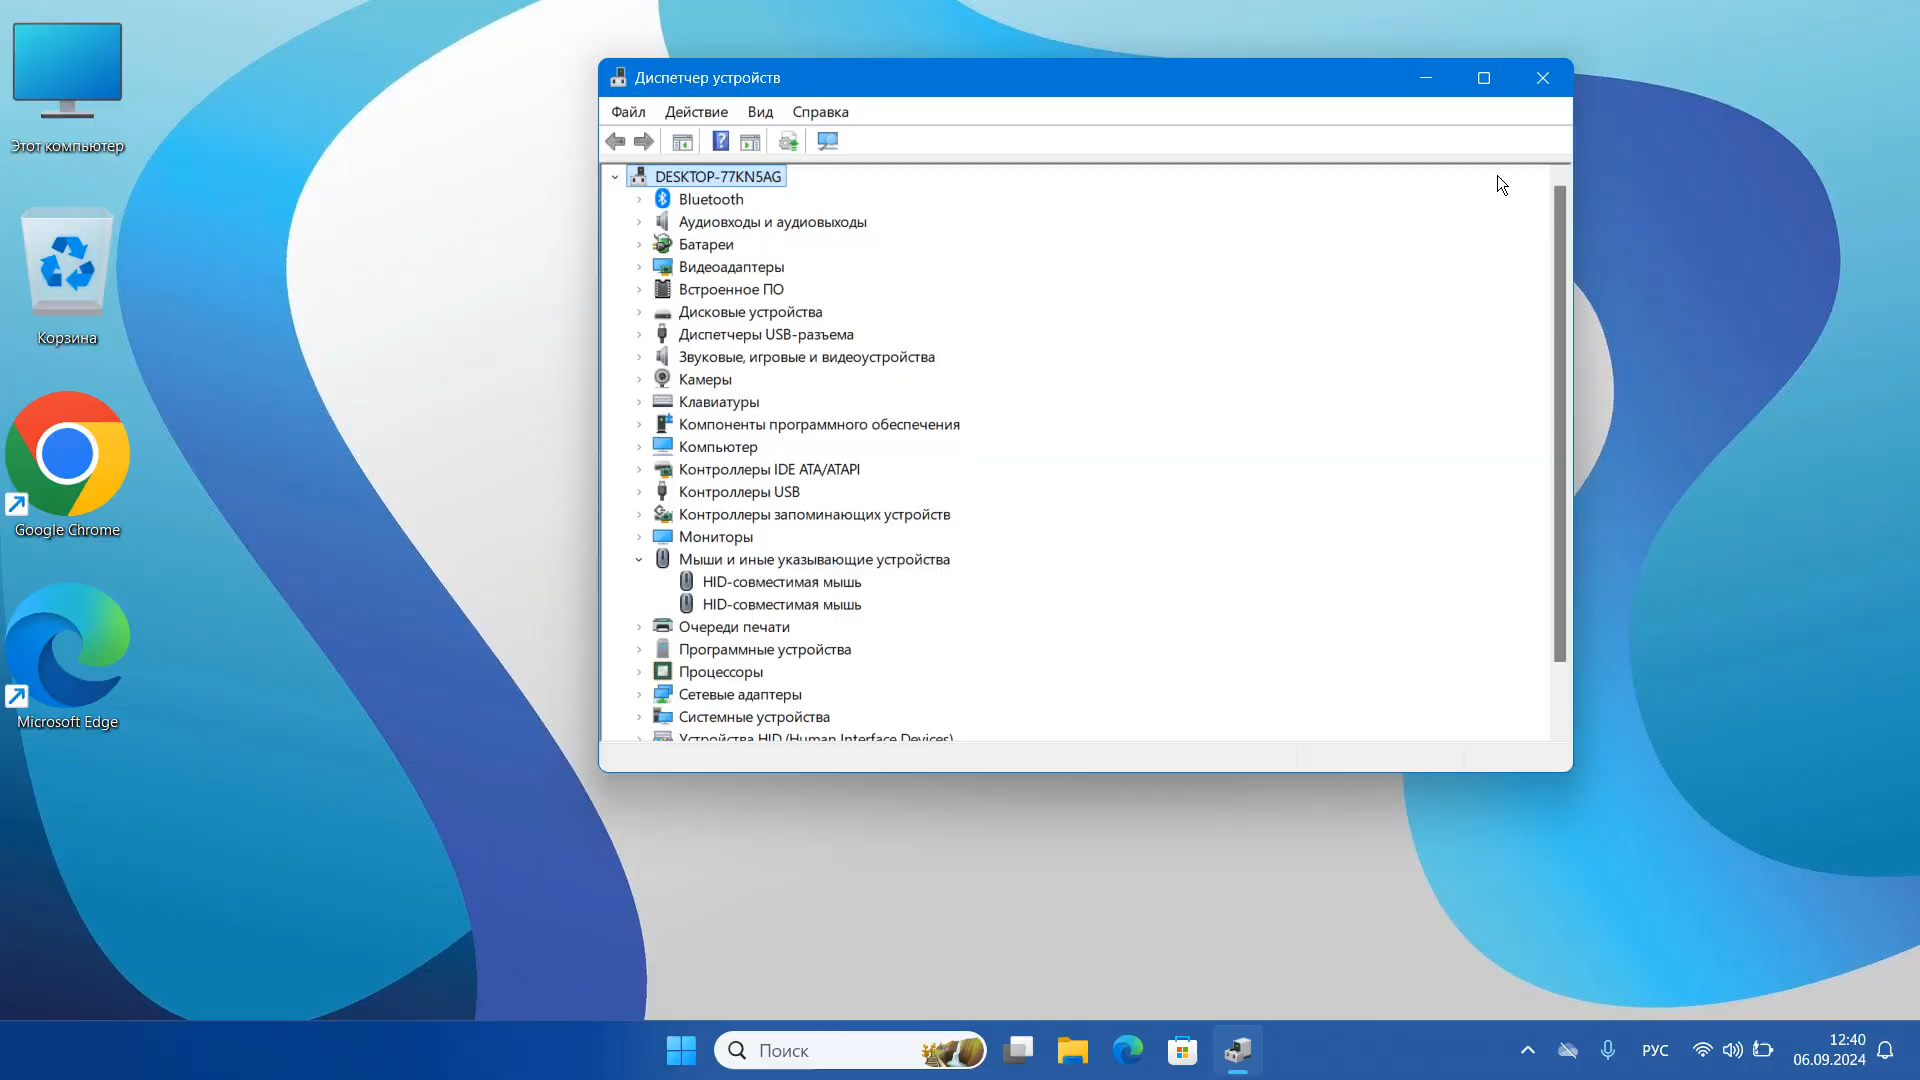 Этот компьютер
Корзина
Google Chrome
Microsoft Edge
Диспетчер устройств
Файл Действие Вид Справка
DESKTOP-77KN5AG
Bluetooth
Аудиовходы и аудиовыходы
Батареи
Видеоадаптеры
Встроенное ПО
Дисковые устройства
Диспетчеры USB-разъема
Звуковые, игровые и видеоустройства
Камеры
Клавиатуры
Компоненты программного обеспечения
Компьютер
Контроллеры IDE ATA/ATAPI
Контроллеры USB
Контроллеры запоминающих устройств
Мониторы
Мыши и иные указывающие устройства
HID-совместимая мышь
HID-совместимая мышь
Очереди печати
Программные устройства
Процессоры
Сетевые адаптеры
Системные устройства
Устройства HID (Human Interface Devices)
Поиск
РУС
12:40
06.09.2024